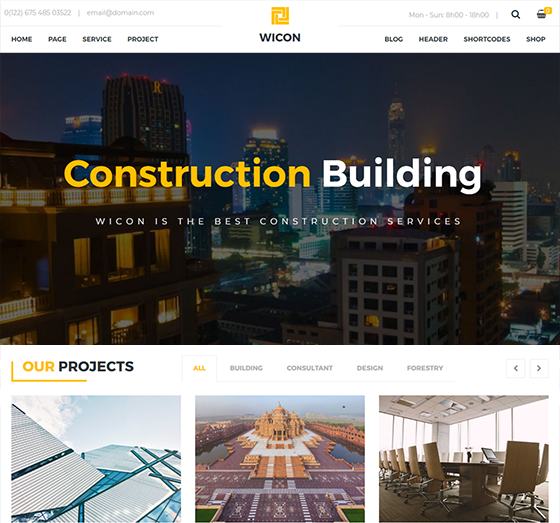 0(122) 675 485 03522 | email@domain.com
Mon - Sun: 8h00 - 18h00 |
0
WICON
HOME PAGE SERVICE PROJECT
BLOG HEADER SHORTCODES SHOP
Construction Building
WICON IS THE BEST CONSTRUCTION SERVICES
OUR PROJECTS
ALL BUILDING CONSULTANT DESIGN FORESTRY